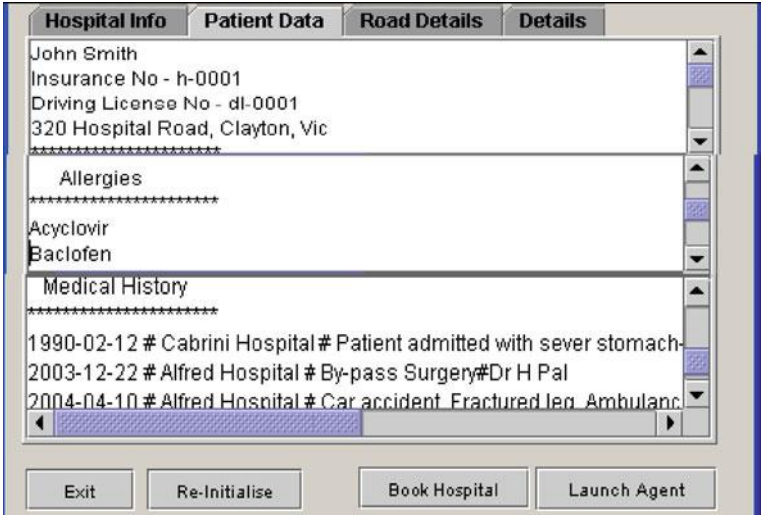 Hospital Info Patient Data Road Details Details
John Smith
Insurance No - h-0001
Driving License No - dl-0001
320 Hospital Road, Clayton, Vic
**********************
Allergies
**********************
Acyclovir
Baclofen
Medical History
**********************
1990-02-12 # Cabrini Hospital # Patient admitted with sever stomach-
2003-12-22 # Alfred Hospital # By-pass Surgery#Dr H Pal
2004-04-10 # Alfred Hospital # Car accident. Fractured leg. Ambulanc
Exit Re-Initialise Book Hospital Launch Agent